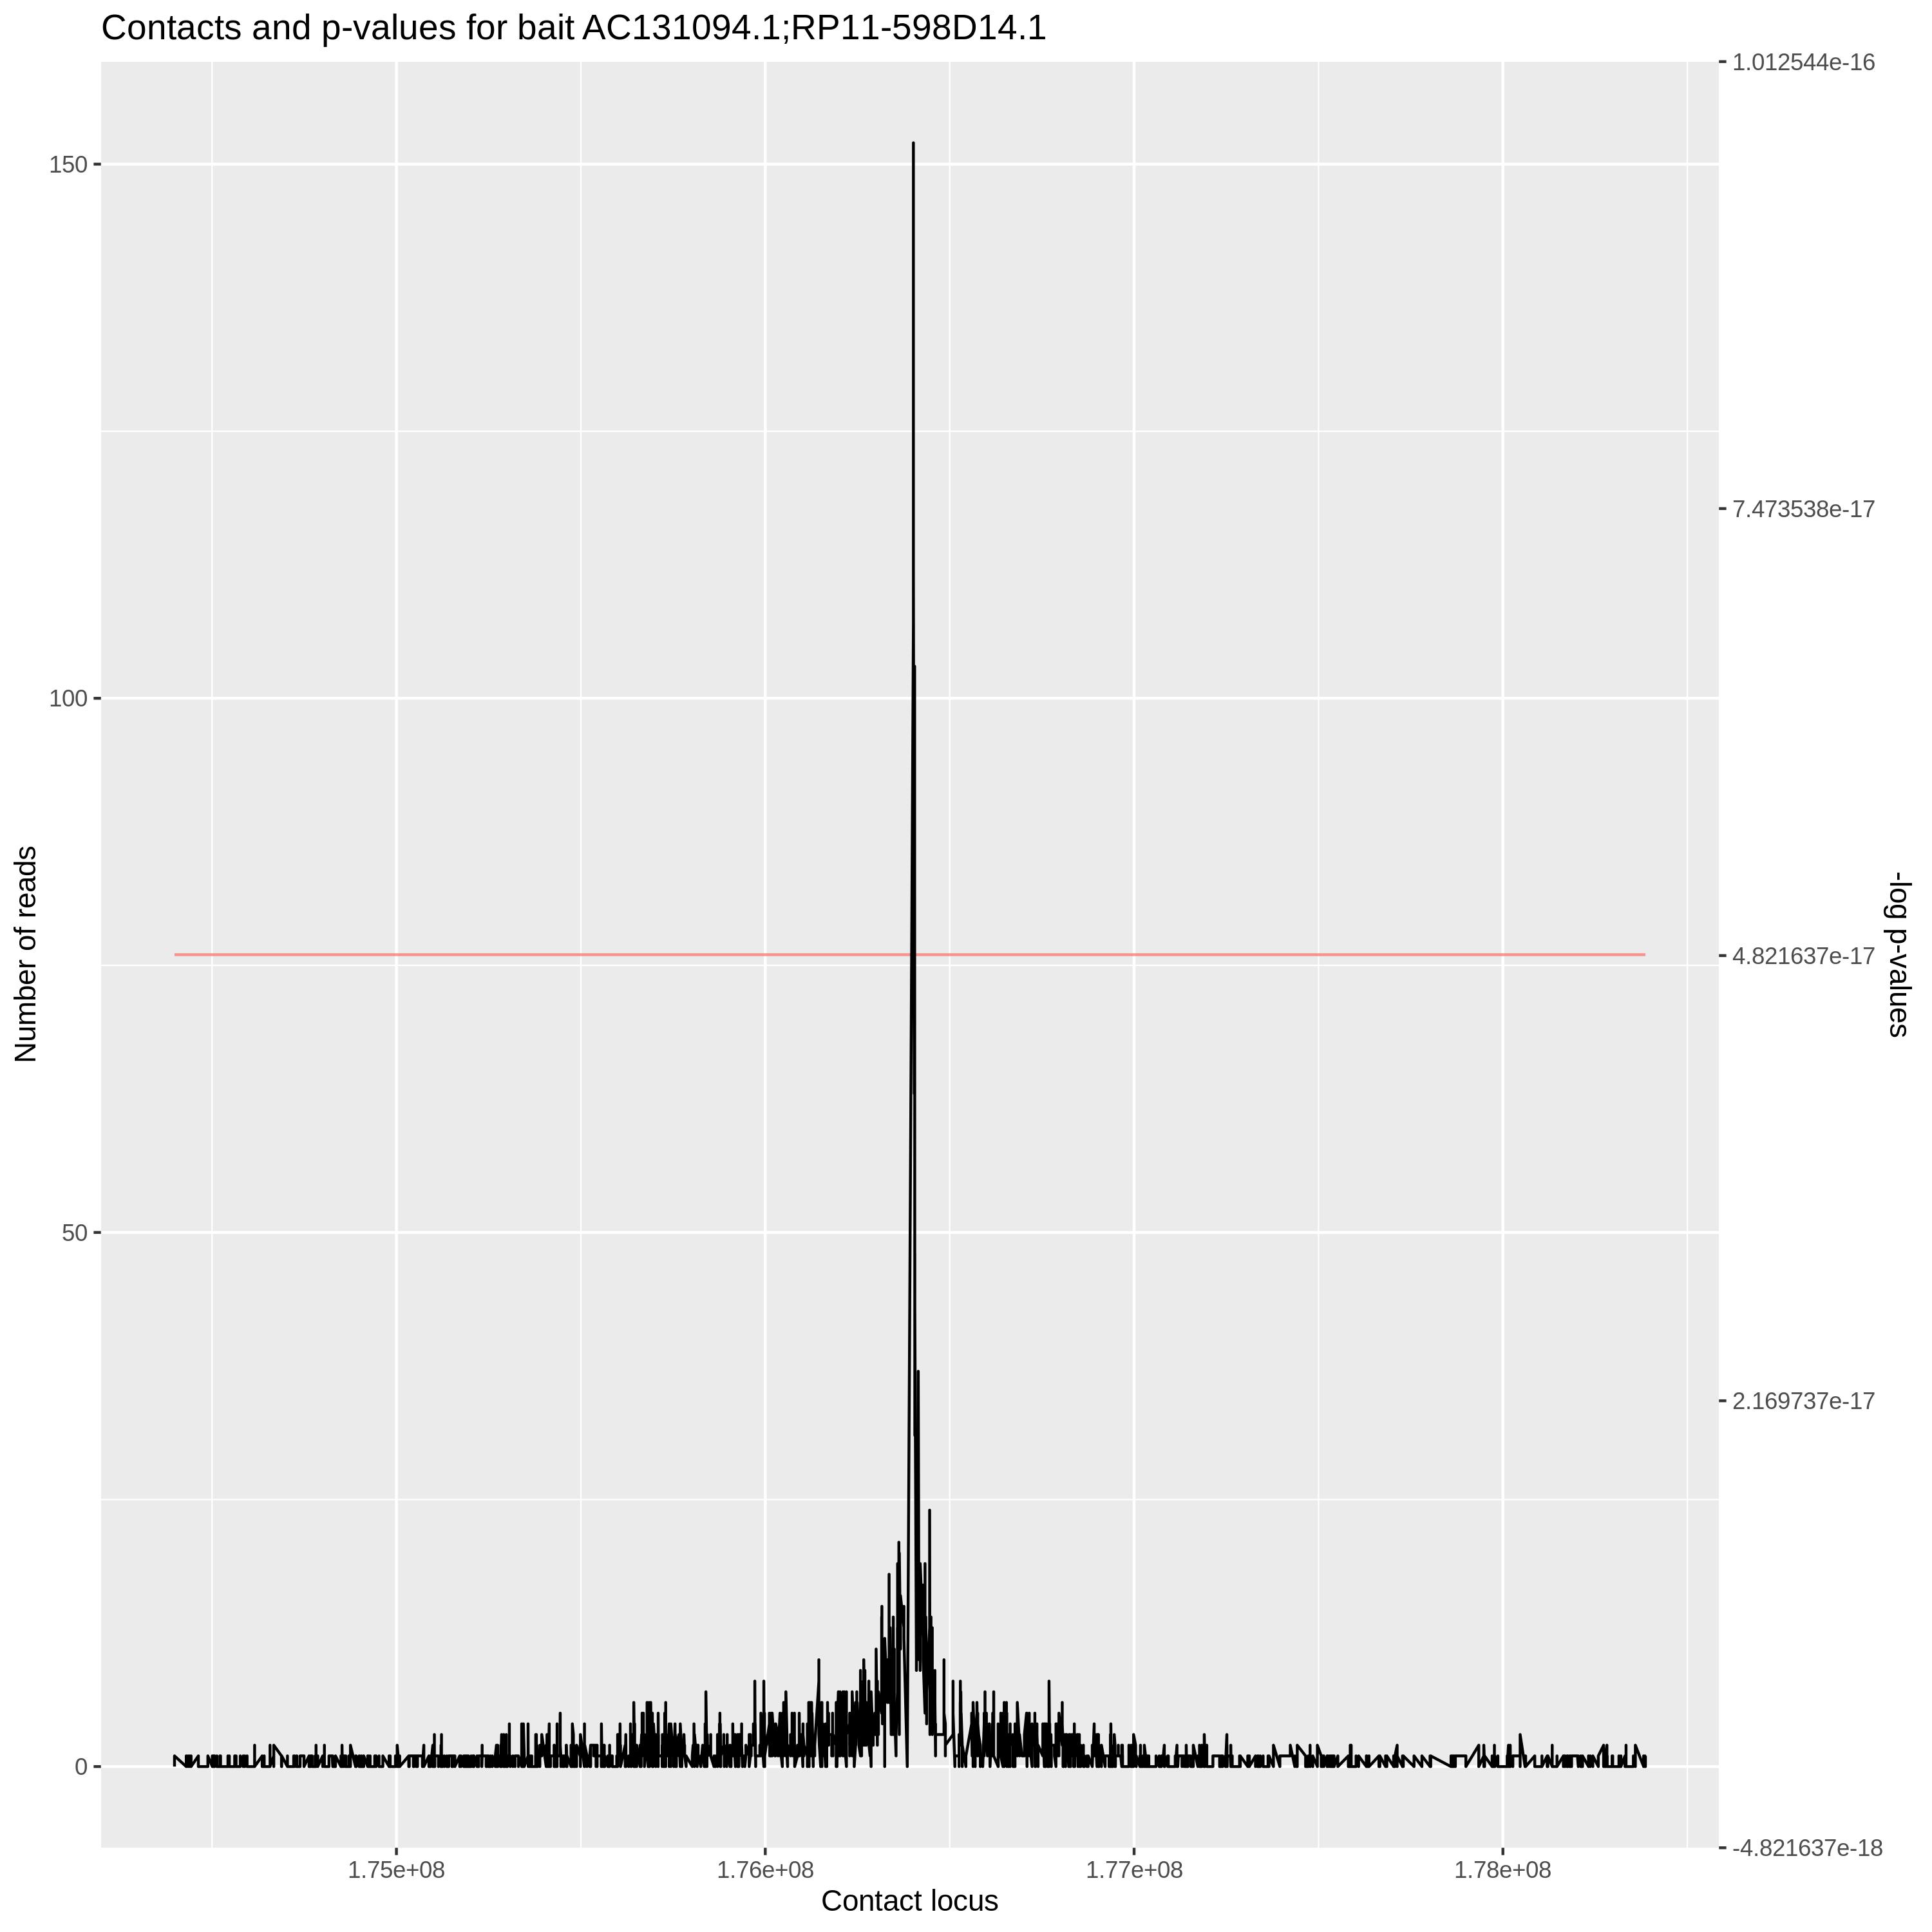 Contacts and p-values for bait AC131094.1;RP11-598D14.1
1.012544e-16
150
7.473538e-17
100
Number of reads
4.821637e-17
-log p-values
50
2.169737e-17
0
-4.821637e-18
1.75e+08 1.76e+08 1.77e+08 1.78e+08
Contact locus